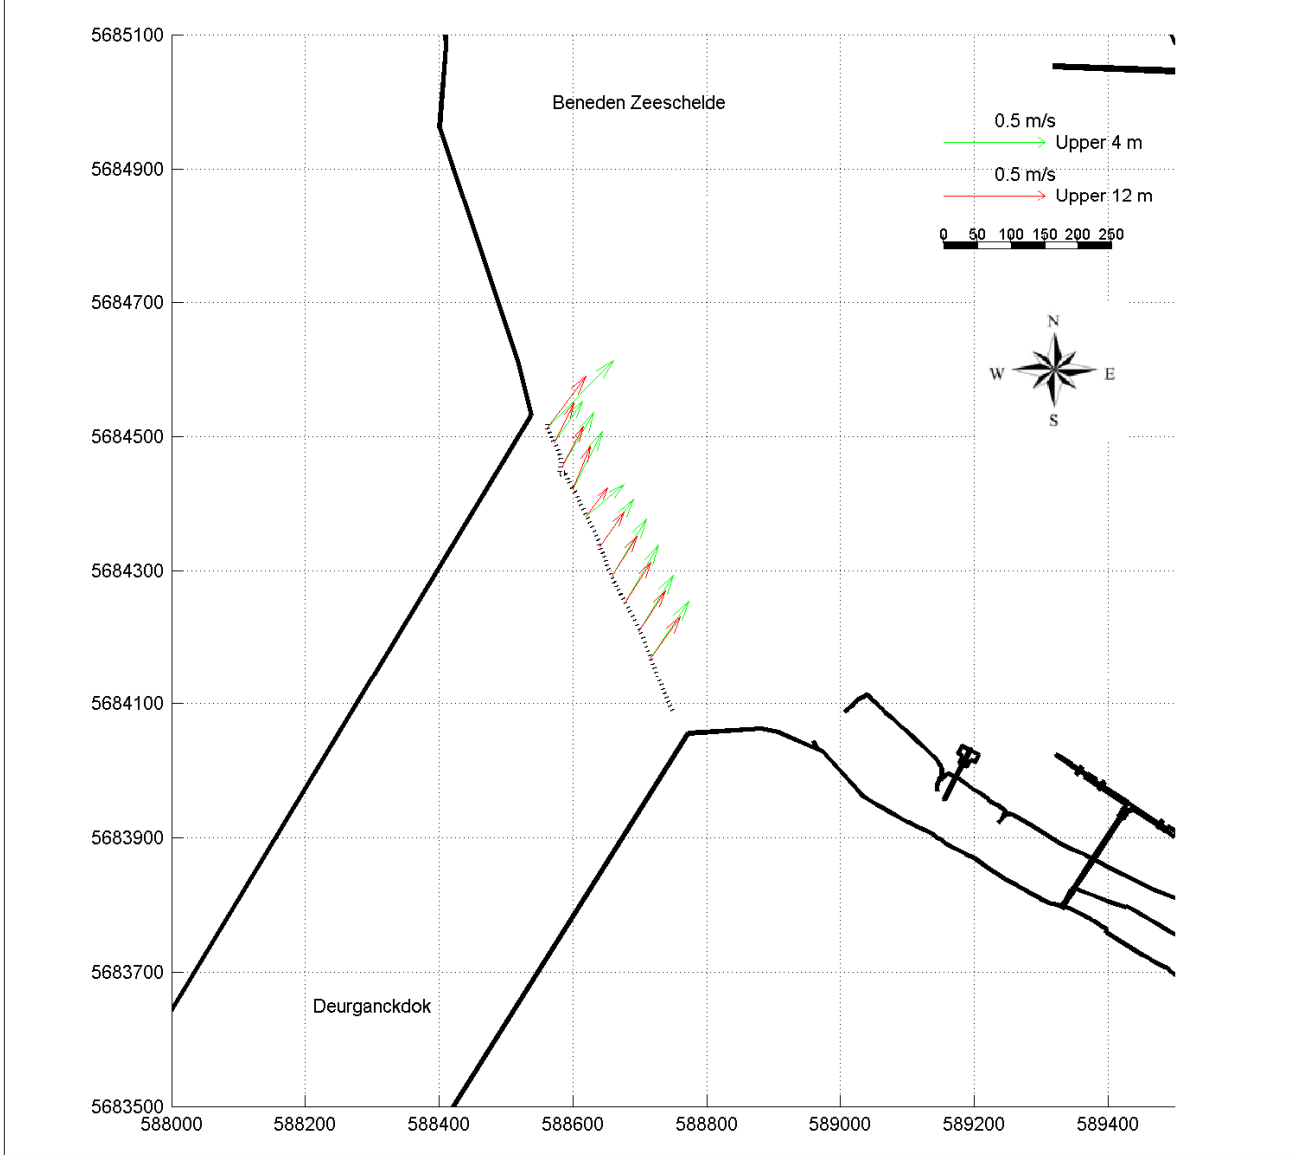 5685100
Beneden Zeeschelde
0.5 m/s
Upper 4 m
5684900
0.5 m/s
Upper 12 m
0 50 100 150 200 250
5684700
N
W E
S
5684500
5684300
5684100
5683900
5683700
Deurganckdok
5683500
588000 588200 588400 588600 588800 589000 589200 589400